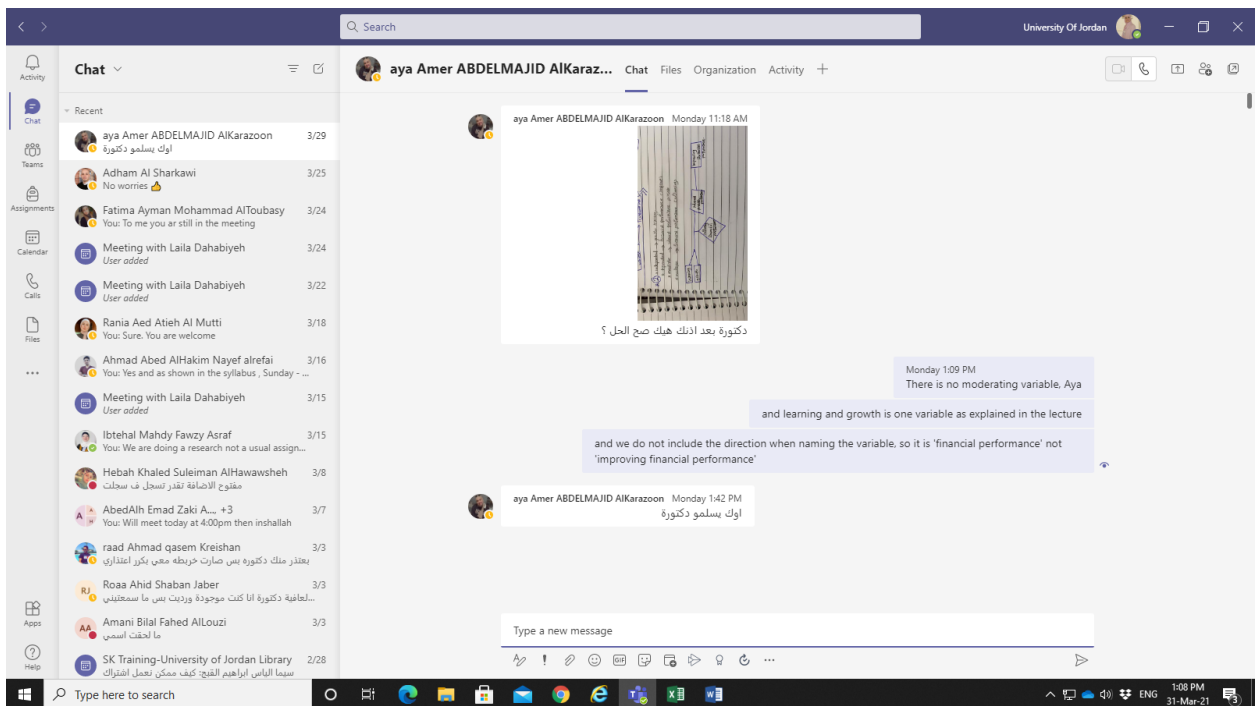 Search
University Of Jordan
Activity
Chat
Teams
Assignments
Calendar
Calls
Files
Apps
Help
Chat
Recent
aya Amer ABDELMAJID AlKarazoon 3/29
اوك يسلمو دكتورة
Adham Al Sharkawi 3/25
No worries 👍
Fatima Ayman Mohammad AlToubasy 3/24
You: To me you ar still in the meeting
Meeting with Laila Dahabiyeh 3/24
User added
Meeting with Laila Dahabiyeh 3/22
User added
Rania Aed Atieh Al Mutti 3/18
You: Sure. You are welcome
Ahmad Abed AlHakim Nayef alrefai 3/16
You: Yes and as shown in the syllabus , Sunday - ...
Meeting with Laila Dahabiyeh 3/15
User added
Ibtehal Mahdy Fawzy Asraf 3/15
You: We are doing a research not a usual assign...
Hebah Khaled Suleiman AlHawawsheh 3/8
مفتوح الاضافة تقدر تسجل ف سجلت
AbedAlh Emad Zaki A..., +3 3/7
You: Will meet today at 4:00pm then inshallah
raad Ahmad qasem Kreishan 3/3
بعتذر منك دكتوره بس صارت خربطه معي بكرر اعتذاري
RJ
Roaa Ahid Shaban Jaber 3/3
...لعافية دكتورة انا كنت موجودة ورديت بس ما سمعتيني
AA
Amani Bilal Fahed AlLouzi 3/3
ما لحقت اسمي
SK Training-University of Jordan Library 2/28
سيما الياس ابراهيم القبج: كيف ممكن نعمل اشتراك
aya Amer ABDELMAJID AlKaraz... Chat Files Organization Activity
aya Amer ABDELMAJID AlKarazoon Monday 11:18 AM
دكتورة بعد اذنك هيك صح الحل ؟
Monday 1:09 PM
There is no moderating variable, Aya
and learning and growth is one variable as explained in the lecture
and we do not include the direction when naming the variable, so it is 'financial performance' not
'improving financial performance'
aya Amer ABDELMAJID AlKarazoon Monday 1:42 PM
اوك يسلمو دكتورة
Type a new message
GIF
Type here to search
ENG
1:08 PM
31-Mar-21
3